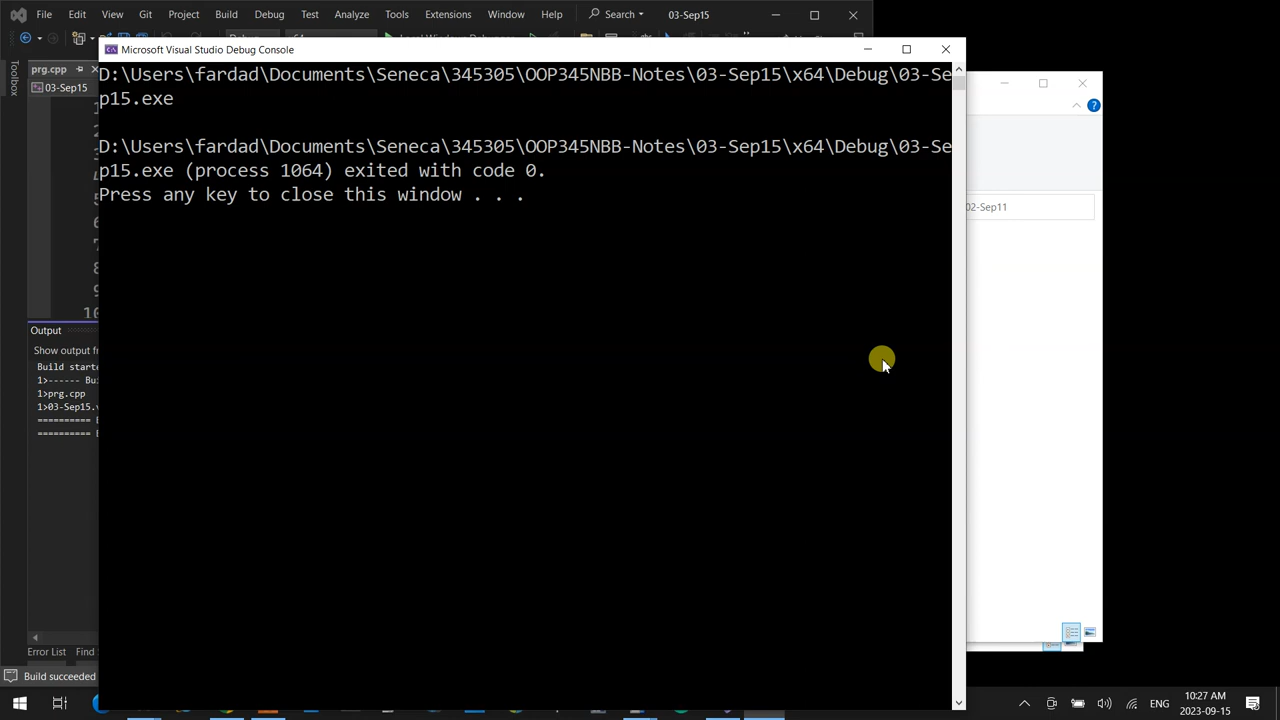 File Edit View Git Project Build Debug Test Analyze Tools Extensions Window Help Search 03-Sep15
Microsoft Visual Studio Debug Console
Toolbox
prg.cpp
03-Sep15
D:\Users\fardad\Documents\Seneca\345305\OOP345NBB-Notes\03-Sep15\x64\Debug\03-Se
p15.exe
D:\Users\fardad\Documents\Seneca\345305\OOP345NBB-Notes\03-Sep15\x64\Debug\03-Se
p15.exe (process 1064) exited with code 0.
Press any key to close this window . . .
02-Sep11
Output
Show output
Build
1>------
1>prg.cpp
1>03-Sep15.
==========
==========
Error List Find
Build succeeded
ENG
10:27 AM
2023-09-15